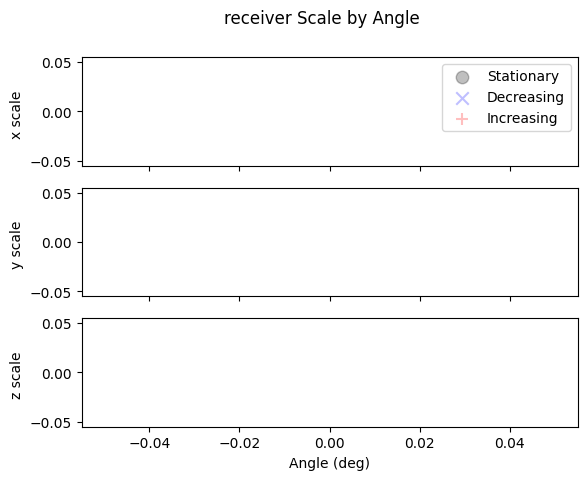 receiver Scale by Angle
0.05
0.00
−0.05
x scale
Stationary
Decreasing
Increasing
0.05
0.00
−0.05
y scale
0.05
0.00
−0.05
z scale
−0.04 −0.02 0.00 0.02 0.04
Angle (deg)